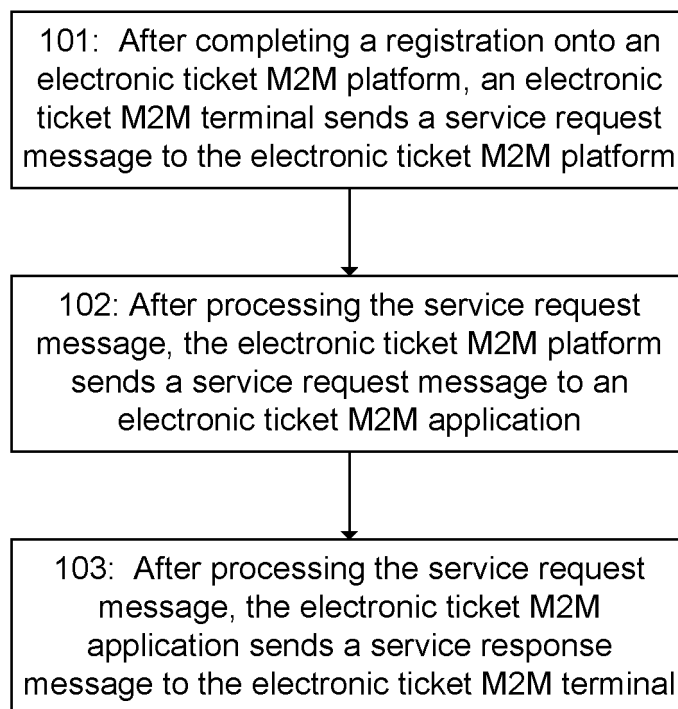 101:  After completing a registration onto an
electronic ticket M2M platform, an electronic
ticket M2M terminal sends a service request
message to the electronic ticket M2M platform
102: After processing the service request
message, the electronic ticket M2M platform
sends a service request message to an
electronic ticket M2M application
103:  After processing the service request
message, the electronic ticket M2M
application sends a service response
message to the electronic ticket M2M terminal